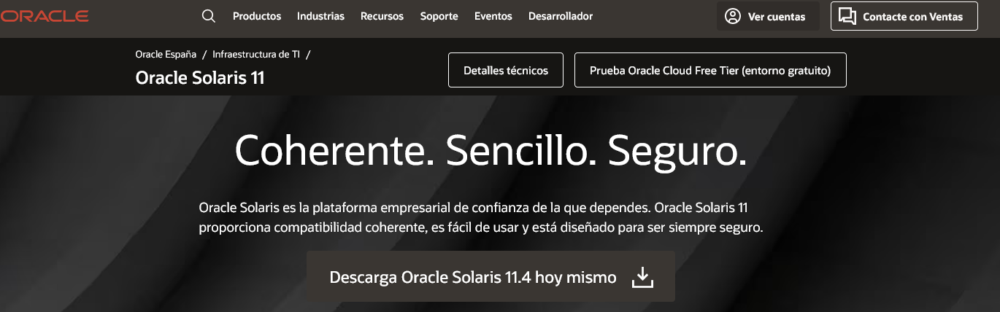 ORACLE
Productos Industrias Recursos Soporte Eventos Desarrollador
Ver cuentas
Contacte con Ventas
Oracle España / Infraestructura de TI /
Oracle Solaris 11
Detalles técnicos
Prueba Oracle Cloud Free Tier (entorno gratuito)
Coherente. Sencillo. Seguro.
Oracle Solaris es la plataforma empresarial de confianza de la que dependes. Oracle Solaris 11
proporciona compatibilidad coherente, es fácil de usar y está diseñado para ser siempre seguro.
Descarga Oracle Solaris 11.4 hoy mismo